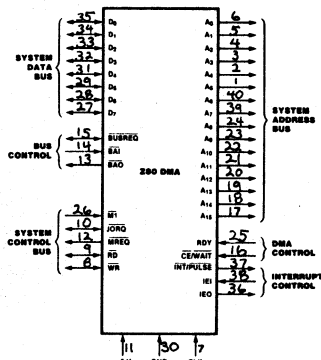 35 D0 A0 6
34 D1 A1 5
33 D2 A2 4
32 D3 A3 3
31 D4 A4 2
29 D5 A5 1
28 D6 A6 40
27 D7 A7 39
SYSTEM
DATA
BUS
A8 24
A9 23
A10 22
A11 21
A12 20
A13 19
A14 18
A15 17
SYSTEM
ADDRESS
BUS
BUS
CONTROL
15 BUSREQ
14 BAI
13 BAO
Z80 DMA
SYSTEM
CONTROL
BUS
26 M1
10 IORQ
12 MREQ
9 RD
8 WR
RDY 25
CE/WAIT 16
DMA
CONTROL
INT/PULSE 37
IEI 38
IEO 36
INTERRUPT
CONTROL
11 30 7